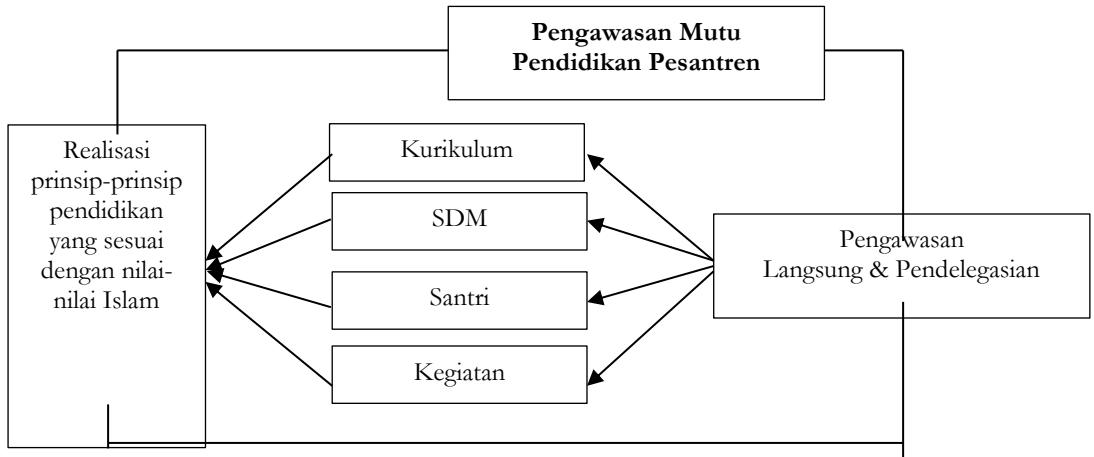 Pengawasan Mutu
Pendidikan Pesantren
Realisasi
prinsip-prinsip
pendidikan
yang sesuai
dengan nilai-
nilai Islam
Kurikulum
SDM
Santri
Kegiatan
Pengawasan
Langsung & Pendelegasian